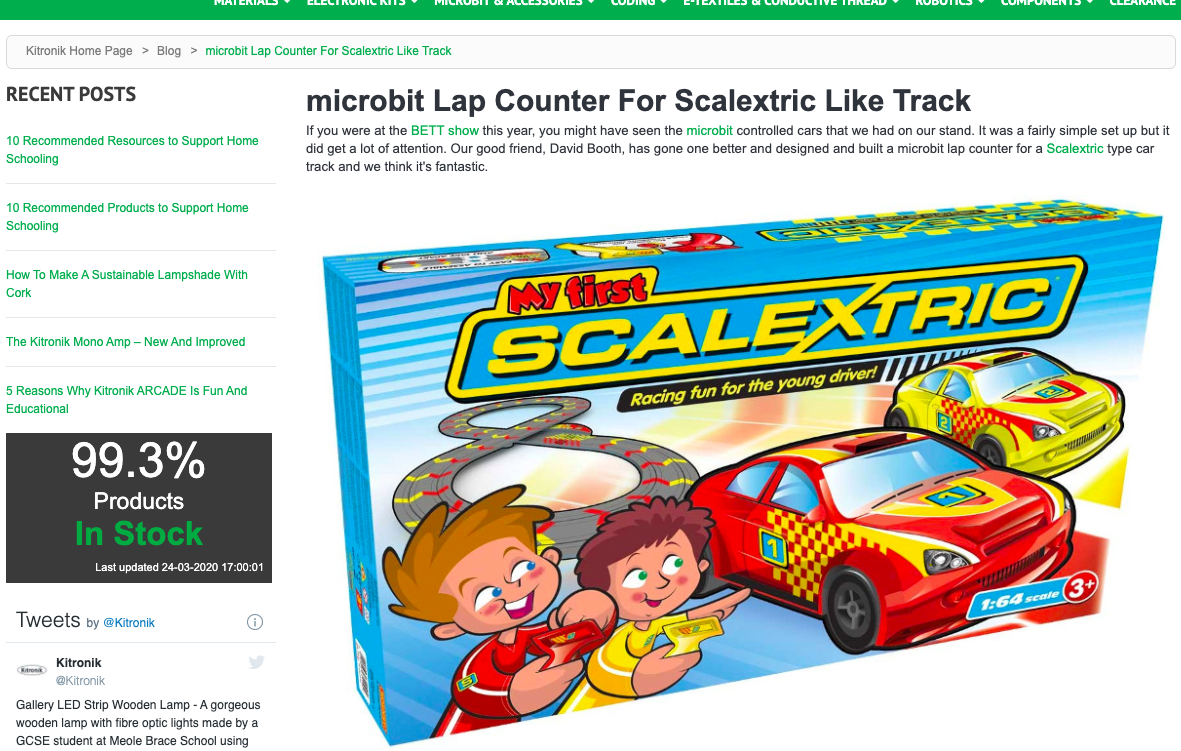 MATERIALS ELECTRONIC KITS MICROBIT & ACCESSORIES CODING E-TEXTILES & CONDUCTIVE THREAD ROBOTICS COMPONENTS CLEARANCE
Kitronik Home Page > Blog > microbit Lap Counter For Scalextric Like Track
RECENT POSTS
10 Recommended Resources to Support Home
Schooling
10 Recommended Products to Support Home
Schooling
How To Make A Sustainable Lampshade With
Cork
The Kitronik Mono Amp – New And Improved
5 Reasons Why Kitronik ARCADE Is Fun And
Educational
99.3%
Products
In Stock
Last updated 24-03-2020 17:00:01
Tweets by @Kitronik
Kitronik
Kitronik
@Kitronik
Gallery LED Strip Wooden Lamp - A gorgeous
wooden lamp with fibre optic lights made by a
GCSE student at Meole Brace School using
microbit Lap Counter For Scalextric Like Track
If you were at the BETT show this year, you might have seen the microbit controlled cars that we had on our stand. It was a fairly simple set up but it
did get a lot of attention. Our good friend, David Booth, has gone one better and designed and built a microbit lap counter for a Scalextric type car
track and we think it's fantastic.
SCALEXTRIC
My first
SCALEXTRIC
Racing fun for the young driver!
2
1
1
1:64 scale
3+